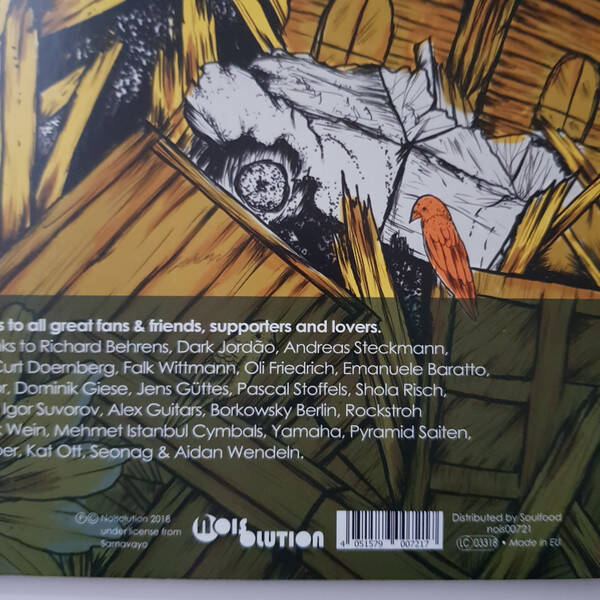 s to all great fans & friends, supporters and lovers.
nks to Richard Behrens, Dark Jordão, Andreas Steckmann,
Curt Doernberg, Falk Wittmann, Oli Friedrich, Emanuele Baratto,
or, Dominik Giese, Jens Güttes, Pascal Stoffels, Shola Risch,
Igor Suvorov, Alex Guitars, Borkowsky Berlin, Rockstroh
k Wein, Mehmet Istanbul Cymbals, Yamaha, Pyramid Saiten,
ber, Kat Ott, Seonag & Aidan Wendeln.
℗© Noisolution 2018
under license from
Samavayo
NOISOLUTION
4 051579 007217
Distributed by Soulfood
nois00721
LC 03318 • Made in EU